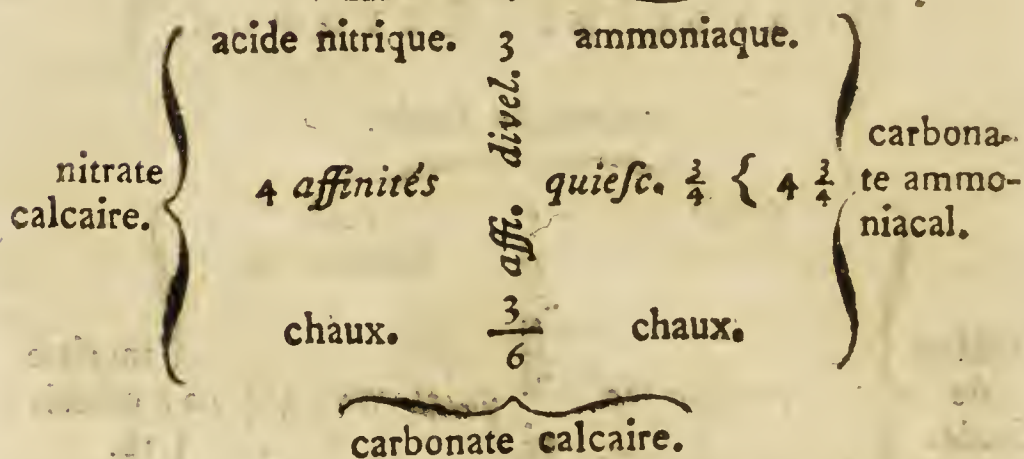 acide nitrique. 3 ammoniaque.
nitrate
calcaire.
4 affinités
affi. divel.
quiesc. 3/4 { 4 3/4
carbona-
te ammo-
niacal.
chaux. 3 chaux.
6
carbonate calcaire.